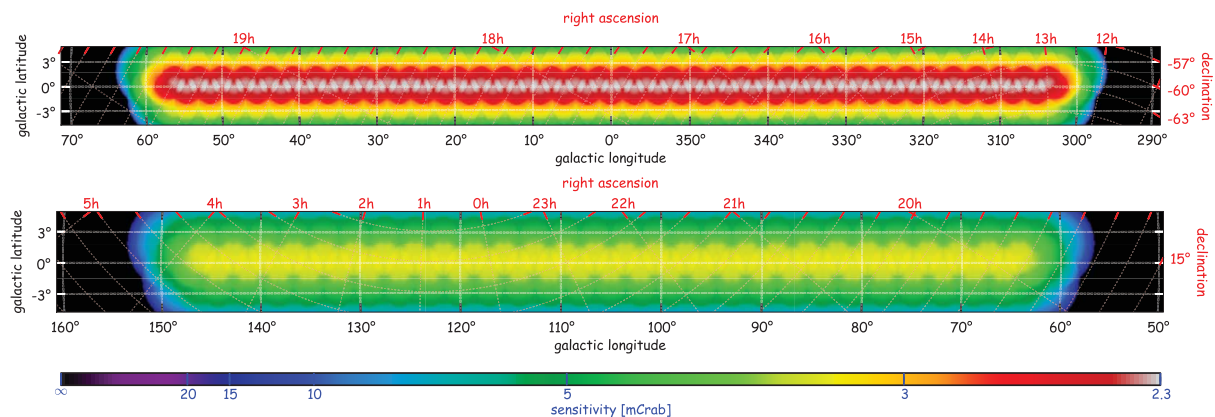 right ascension
19h 18h 17h 16h 15h 14h 13h 12h
galactic latitude
3°
0°
-3°
-57°
-60°
-63°
declination
70° 60° 50° 40° 30° 20° 10° 0° 350° 340° 330° 320° 310° 300° 290°
galactic longitude
right ascension
5h 4h 3h 2h 1h 0h 23h 22h 21h 20h
galactic latitude
3°
0°
-3°
15°
declination
160° 150° 140° 130° 120° 110° 100° 90° 80° 70° 60° 50°
galactic longitude
∞ 20 15 10 5 3 2.3
sensitivity [mCrab]